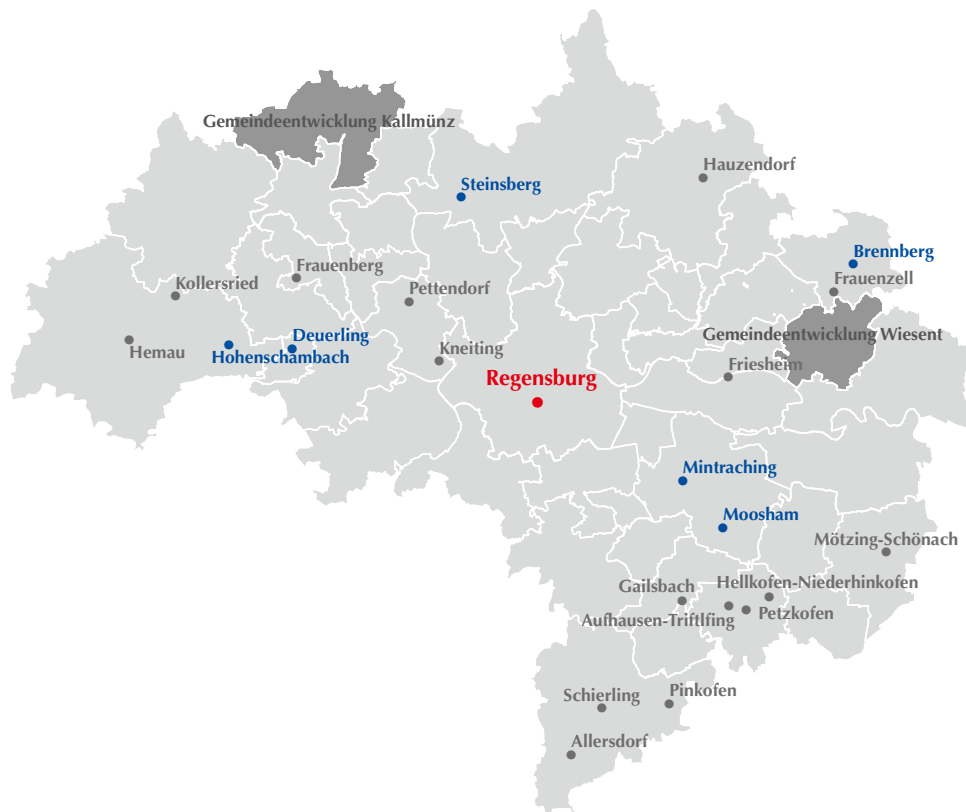 Gemeindeentwicklung Kallmünz
Hauzendorf
Steinsberg
Brennberg
Frauenberg
Kollersried
Frauenzell
Pettendorf
Deuerling
Gemeindeentwicklung Wiesent
Hemau
Hohenschambach
Kneiting
Friesheim
Regensburg
Mintraching
Moosham
Mötzing-Schönach
Hellkofen-Niederhinkofen
Gailsbach
Aufhausen-Triftlfing
Petzkofen
Schierling
Pinkofen
Allersdorf